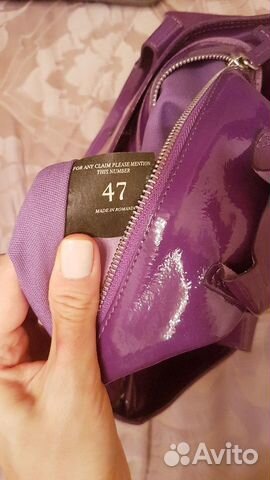 FOR ANY CLAIM PLEASE MENTION
THIS NUMBER
47
MADE IN ROMANIA
Avito